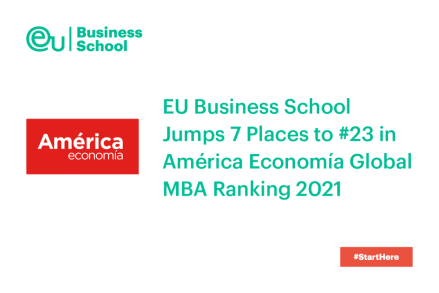 eu Business
School
América
economía
EU Business School
Jumps 7 Places to #23 in
América Economía Global
MBA Ranking 2021
#StartHere